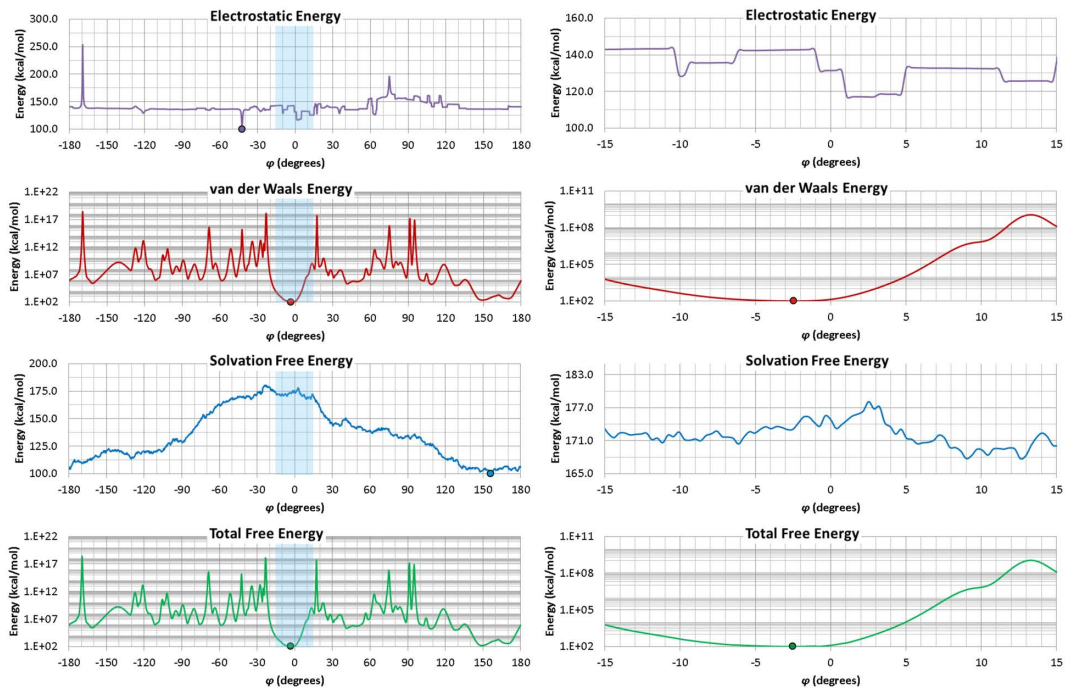 Electrostatic Energy
Energy (kcal/mol)
300.0
250.0
200.0
150.0
100.0
-180 -150 -120 -90 -60 -30 0 30 60 90 120 150 180
φ (degrees)
van der Waals Energy
Energy (kcal/mol)
1.E+22
1.E+17
1.E+12
1.E+07
1.E+02
-180 -150 -120 -90 -60 -30 0 30 60 90 120 150 180
φ (degrees)
Solvation Free Energy
Energy (kcal/mol)
200.0
175.0
150.0
125.0
100.0
-180 -150 -120 -90 -60 -30 0 30 60 90 120 150 180
φ (degrees)
Total Free Energy
Energy (kcal/mol)
1.E+22
1.E+17
1.E+12
1.E+07
1.E+02
-180 -150 -120 -90 -60 -30 0 30 60 90 120 150 180
φ (degrees)
Electrostatic Energy
Energy (kcal/mol)
160.0
140.0
120.0
100.0
-15 -10 -5 0 5 10 15
φ (degrees)
van der Waals Energy
Energy (kcal/mol)
1.E+11
1.E+08
1.E+05
1.E+02
-15 -10 -5 0 5 10 15
φ (degrees)
Solvation Free Energy
Energy (kcal/mol)
183.0
177.0
171.0
165.0
-15 -10 -5 0 5 10 15
φ (degrees)
Total Free Energy
Energy (kcal/mol)
1.E+11
1.E+08
1.E+05
1.E+02
-15 -10 -5 0 5 10 15
φ (degrees)